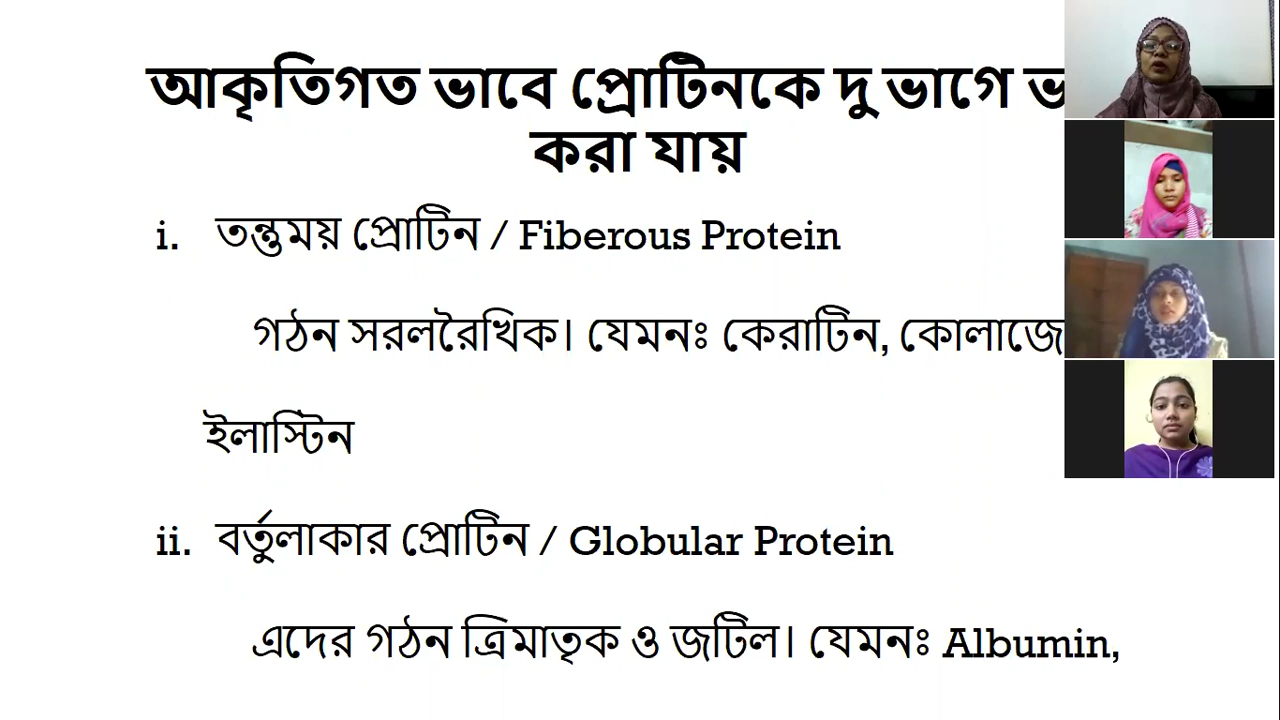 আকৃতিগত ভাবে প্রোটিনকে দু ভাগে
করা যায়
i. তন্তুময় প্রোটিন / Fiberous Protein
গঠন সরলরৈখিক। যেমনঃ কেরাটিন,
ইলাস্টিন
ii. বর্তুলাকার প্রোটিন / Globular Protein
এদের গঠন ত্রিমাতৃক ও জটিল। যেমনঃ Albumin,